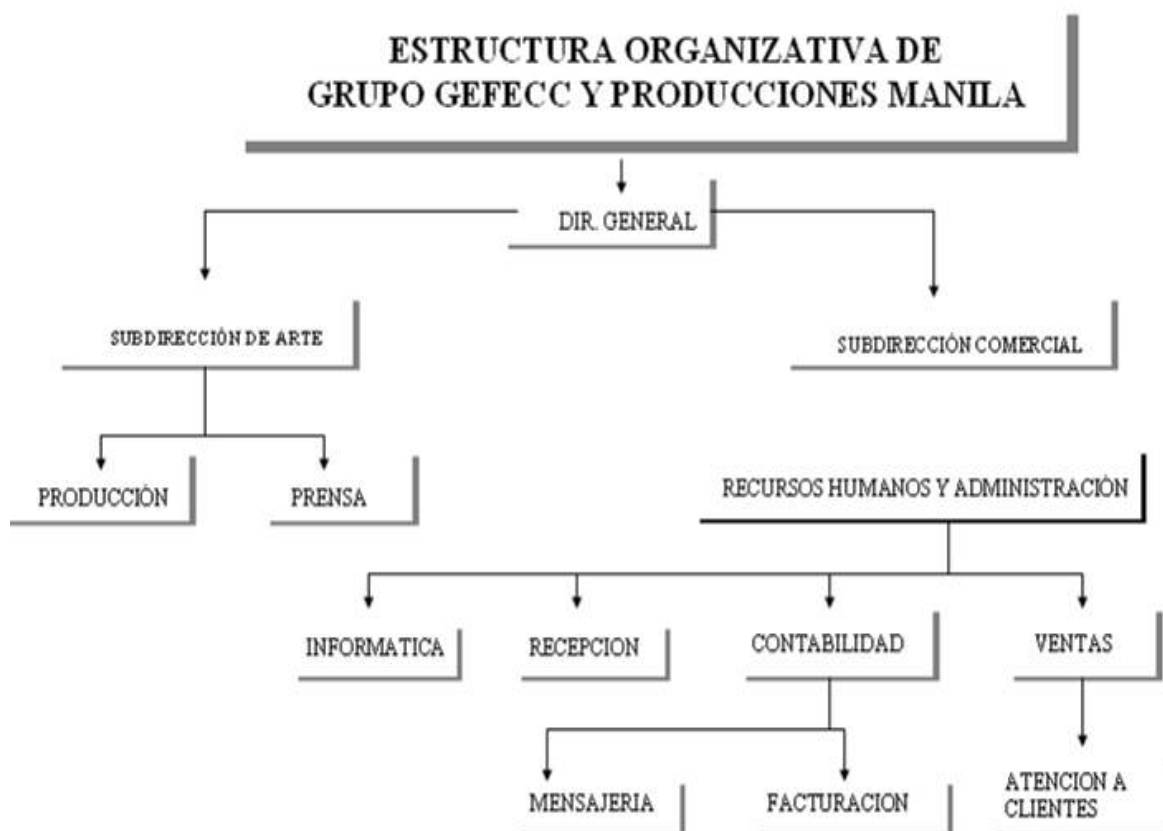 ESTRUCTURA ORGANIZATIVA DE
GRUPO GEFECC Y PRODUCCIONES MANILA
DIR. GENERAL
SUBDIRECCIÓN DE ARTE
SUBDIRECCIÓN COMERCIAL
PRODUCCIÓN
PRENSA
RECURSOS HUMANOS Y ADMINISTRACIÓN
INFORMATICA
RECEPCION
CONTABILIDAD
VENTAS
MENSAJERIA
FACTURACION
ATENCION A
CLIENTES